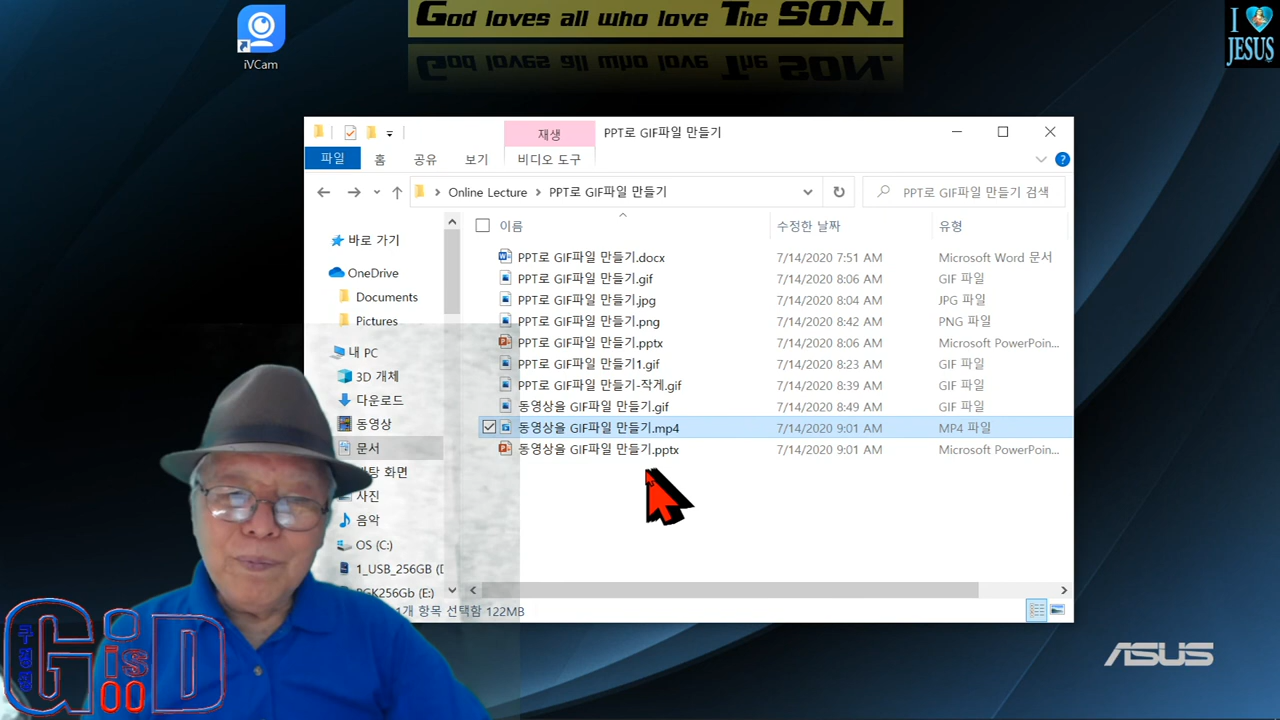 God loves all who love The SON.
God loves all who love The SON.
I
JESUS
iVCam
재생
PPT로 GIF파일 만들기
파일
홈
공유
보기
비디오 도구
Online Lecture
PPT로 GIF파일 만들기
PPT로 GIF파일 만들기 검색
이름
수정한 날짜
유형
바로 가기
OneDrive
Documents
Pictures
내 PC
3D 개체
다운로드
동영상
문서
바탕 화면
사진
음악
OS (C:)
1_USB_256GB (D
PGK256Gb (E:)
PPT로 GIF파일 만들기.docx 7/14/2020 7:51 AM Microsoft Word 문서
PPT로 GIF파일 만들기.gif 7/14/2020 8:06 AM GIF 파일
PPT로 GIF파일 만들기.jpg 7/14/2020 8:04 AM JPG 파일
PPT로 GIF파일 만들기.png 7/14/2020 8:42 AM PNG 파일
PPT로 GIF파일 만들기.pptx 7/14/2020 8:06 AM Microsoft PowerPoin...
PPT로 GIF파일 만들기1.gif 7/14/2020 8:23 AM GIF 파일
PPT로 GIF파일 만들기-작게.gif 7/14/2020 8:39 AM GIF 파일
동영상을 GIF파일 만들기.gif 7/14/2020 8:49 AM GIF 파일
동영상을 GIF파일 만들기.mp4 7/14/2020 9:01 AM MP4 파일
동영상을 GIF파일 만들기.pptx 7/14/2020 9:01 AM Microsoft PowerPoin...
1개 항목 선택함 122MB
GisD
OO
ASUS